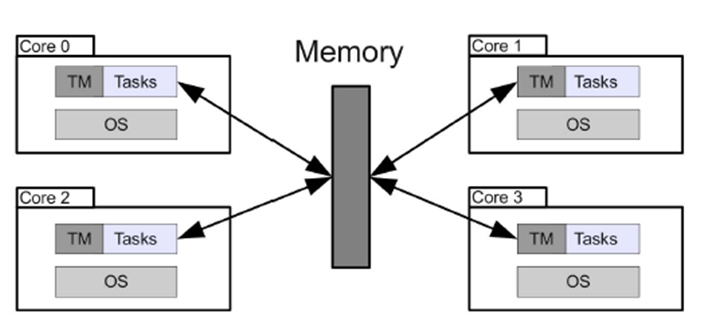 Memory
Core 0
TM Tasks
OS
Core 1
TM Tasks
OS
Core 2
TM Tasks
OS
Core 3
TM Tasks
OS